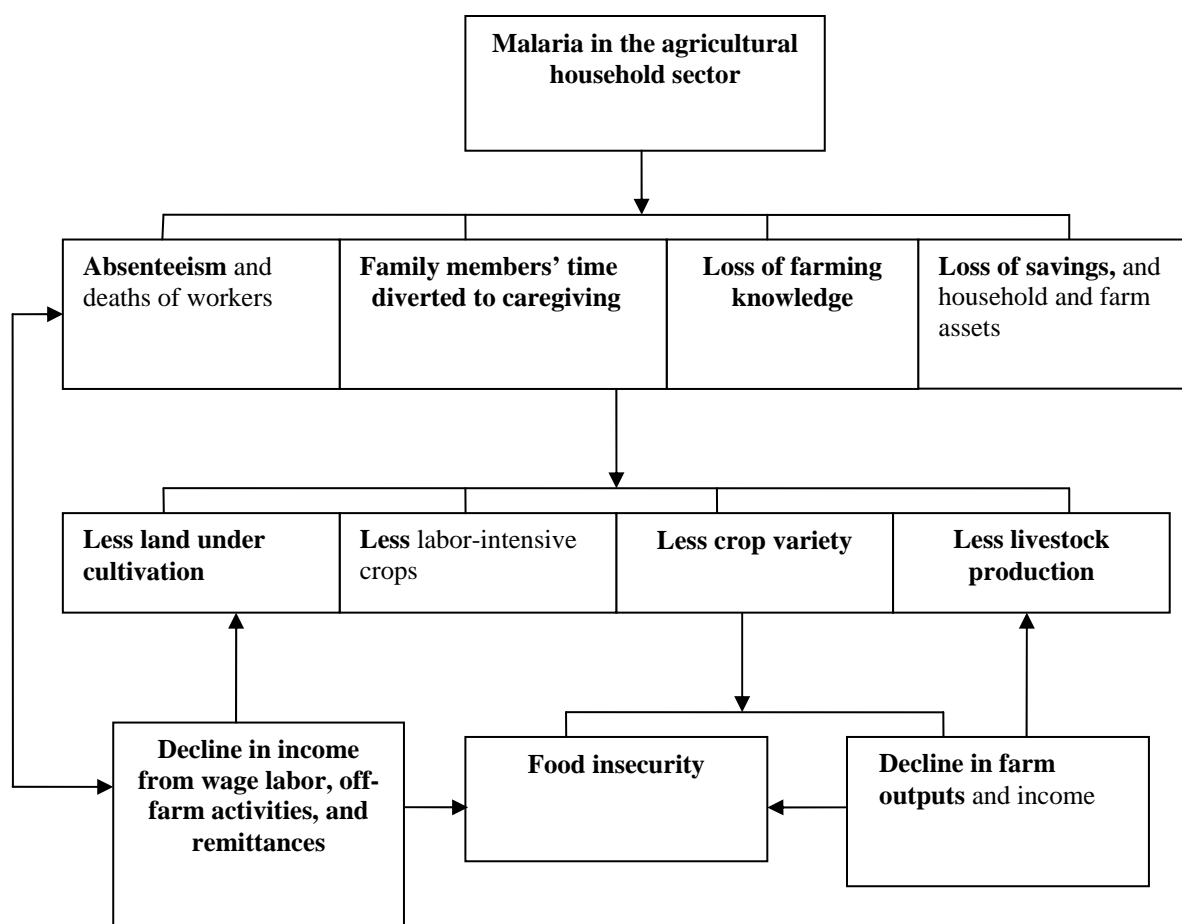 Malaria in the agricultural
household sector
Absenteeism and
deaths of workers
Family members’ time
diverted to caregiving
Loss of farming
knowledge
Loss of savings, and
household and farm
assets
Less land under
cultivation
Less labor-intensive
crops
Less crop variety
Less livestock
production
Decline in income
from wage labor, off-
farm activities, and
remittances
Food insecurity
Decline in farm
outputs and income